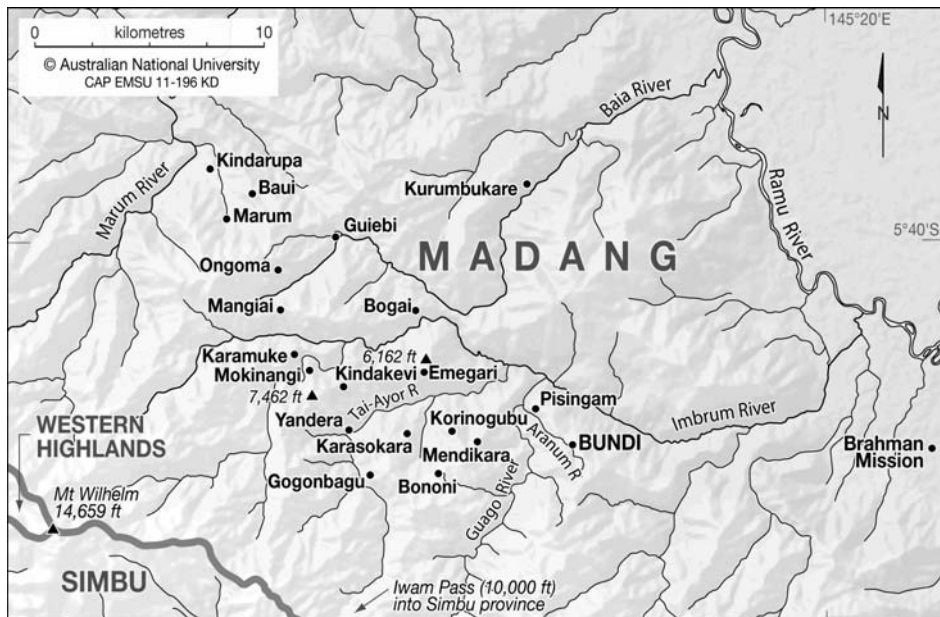 kilometres
0 10
© Australian National University
CAP EMSU 11-196 KD
145°20'E
N
Baia River
Ramu River
Marum River
Kindarupa
Baui
Marum
Kurumbukare
Guiebi
5°40'S
MADANG
Ongoma
Mangiai
Bogai
Karamuke
6,162 ft
Mokinangi
Kindakevi
Emegari
7,462 ft
Tai-Ayor R
Pisingam
Imbrum River
Yandera
Korinogubu
Karasokara
Mendikara
Aranum R
BUNDI
Brahman
Mission
WESTERN
HIGHLANDS
Gogonbagu
Bononi
Guago River
Mt Wilhelm
14,659 ft
SIMBU
Iwam Pass (10,000 ft)
into Simbu province